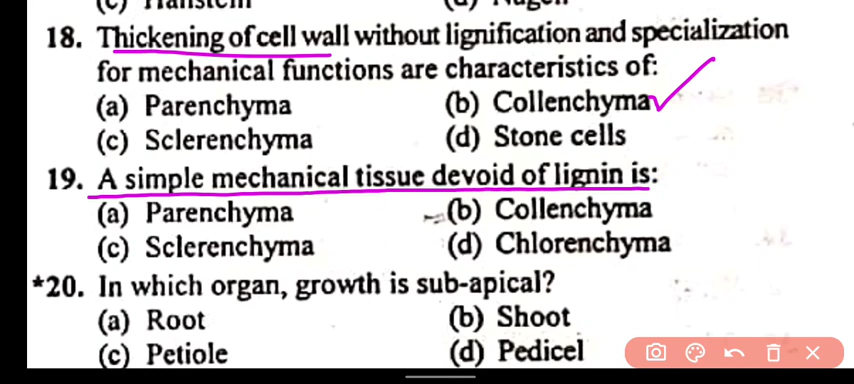 18. Thickening of cell wall without lignification and specialization
for mechanical functions are characteristics of:
(a) Parenchyma (b) Collenchyma
(c) Sclerenchyma (d) Stone cells
19. A simple mechanical tissue devoid of lignin is:
(a) Parenchyma (b) Collenchyma
(c) Sclerenchyma (d) Chlorenchyma
*20. In which organ, growth is sub-apical?
(a) Root (b) Shoot
(c) Petiole (d) Pedicel